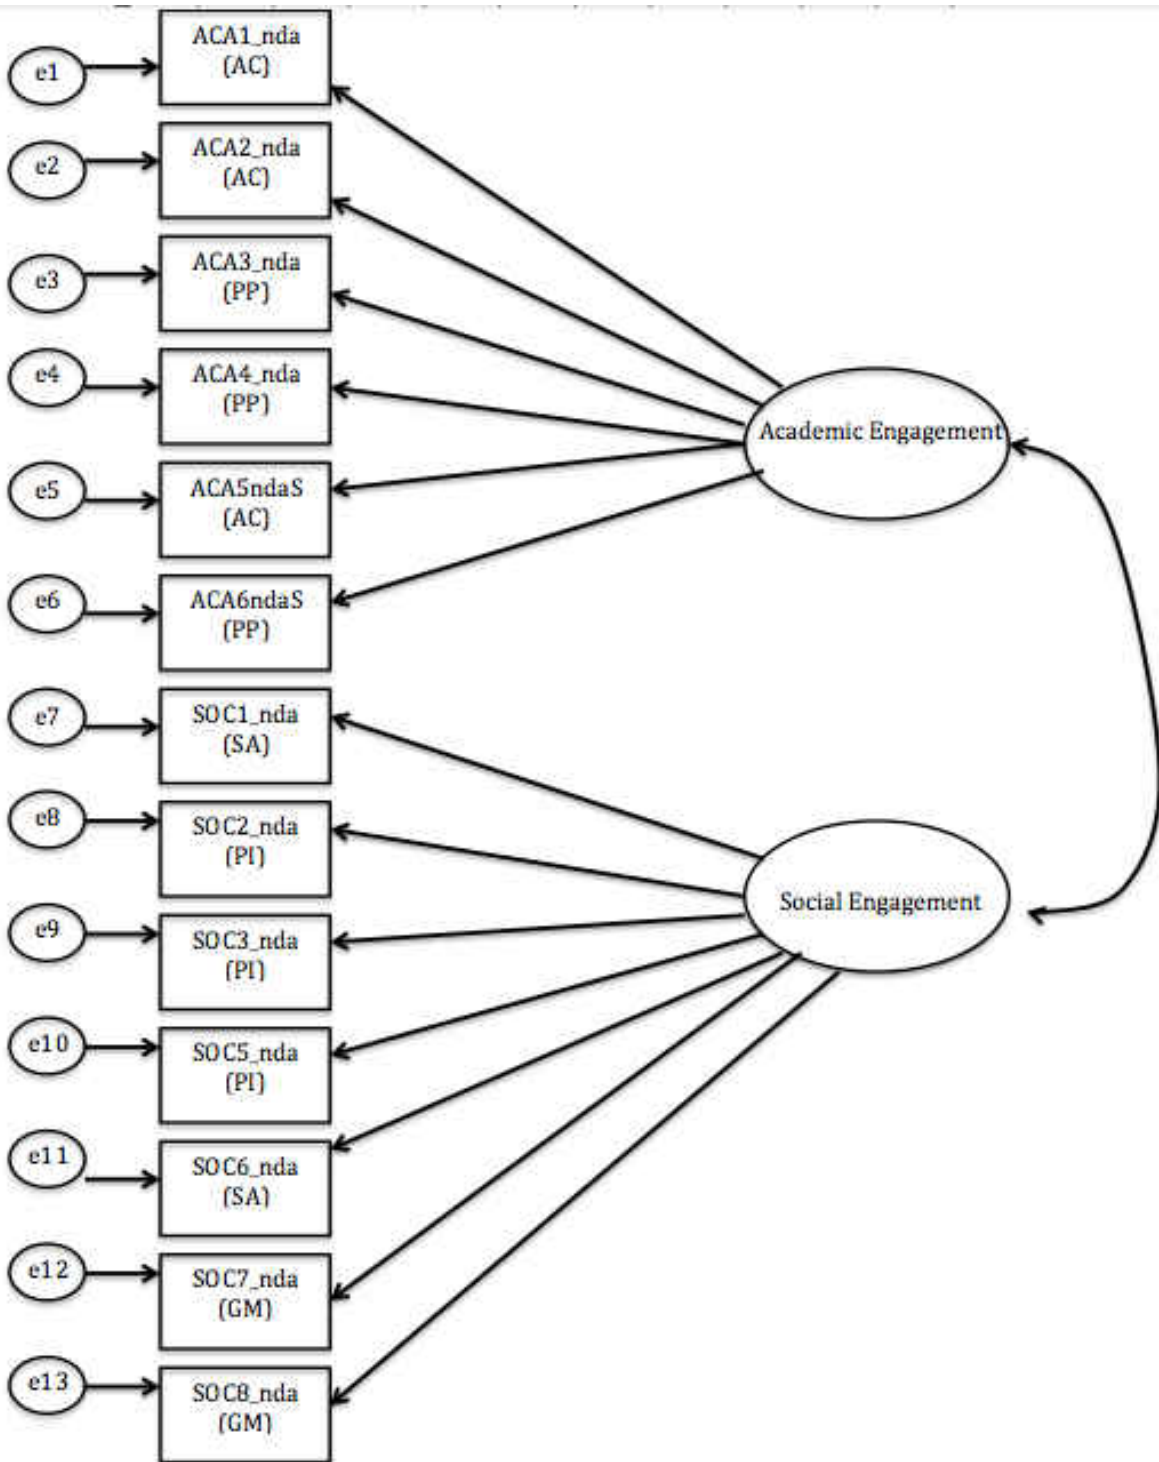 e1
ACA1_nda
(AC)
e2
ACA2_nda
(AC)
e3
ACA3_nda
(PP)
e4
ACA4_nda
(PP)
Academic Engagement
e5
ACA5ndaS
(AC)
e6
ACA6ndaS
(PP)
e7
SOC1_nda
(SA)
e8
SOC2_nda
(PI)
Social Engagement
e9
SOC3_nda
(PI)
e10
SOC5_nda
(PI)
e11
SOC6_nda
(SA)
e12
SOC7_nda
(GM)
e13
SOC8_nda
(GM)